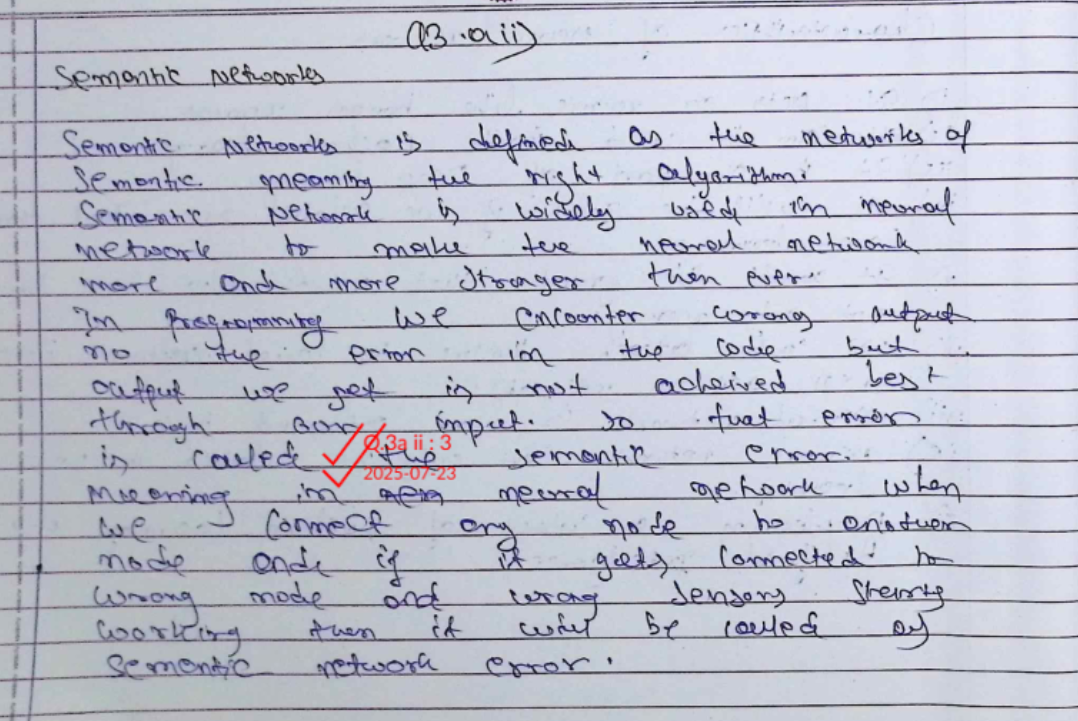 Q3.aii)
Semantic Networks
Semantic Networks is defined as the networks of
Semantic meaning the right algorithm.
Semantic Network is widely used in neural
network to make the neural network
more and more stronger then ever.
In Programming we encounter wrong output
no the error in the code but
output we get is not acheived best
through our input. so that error
Q.3a ii : 3
is called the semantic error.
2025-07-23
Meaning in neural network when
we connect any node to another
node and if it gets connected to
wrong node and wrong sensors
working then it will be called as
semantic network error.